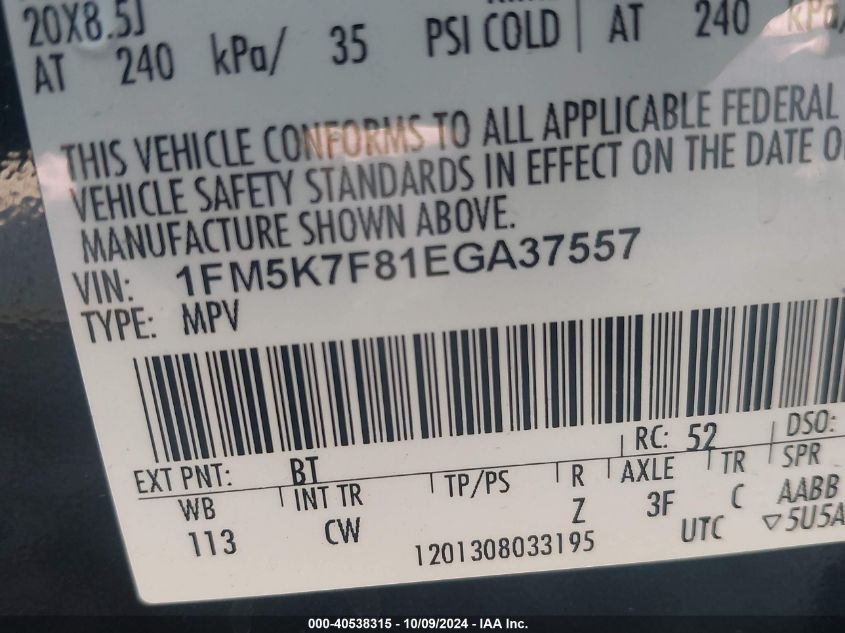 20X8.5J
AT 240 kPa/ 35 PSI COLD | AT 240 kPa/
THIS VEHICLE CONFORMS TO ALL APPLICABLE FEDERAL
VEHICLE SAFETY STANDARDS IN EFFECT ON THE DATE O
MANUFACTURE SHOWN ABOVE.
VIN: 1FM5K7F81EGA37557
TYPE: MPV
EXT PNT: BT RC: 52 DSO:
WB INT TR TP/PS R AXLE TR SPR
113 CW Z 3F C AABB
1201308033195 UTC ▽5U5A
000-40538315 - 10/09/2024 - IAA Inc.